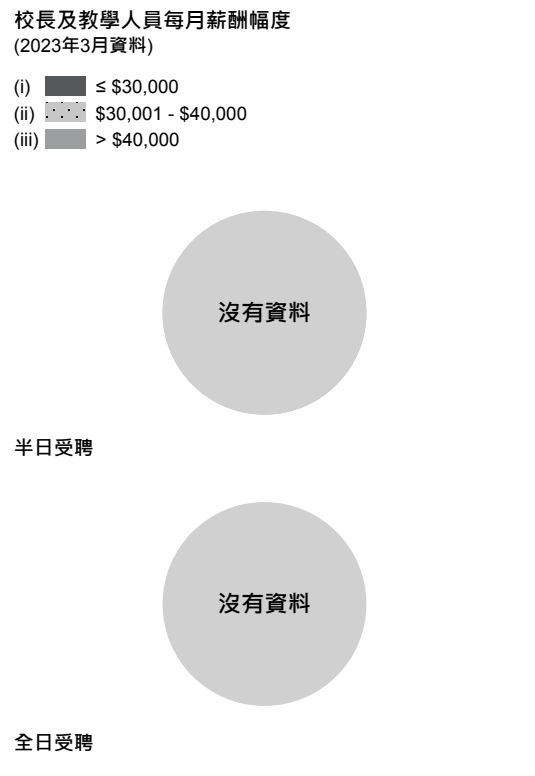 校長及教學人員每月薪酬幅度
(2023年3月資料)
(i) ≤ $30,000
(ii) $30,001 - $40,000
(iii) > $40,000
沒有資料
半日受聘
沒有資料
全日受聘